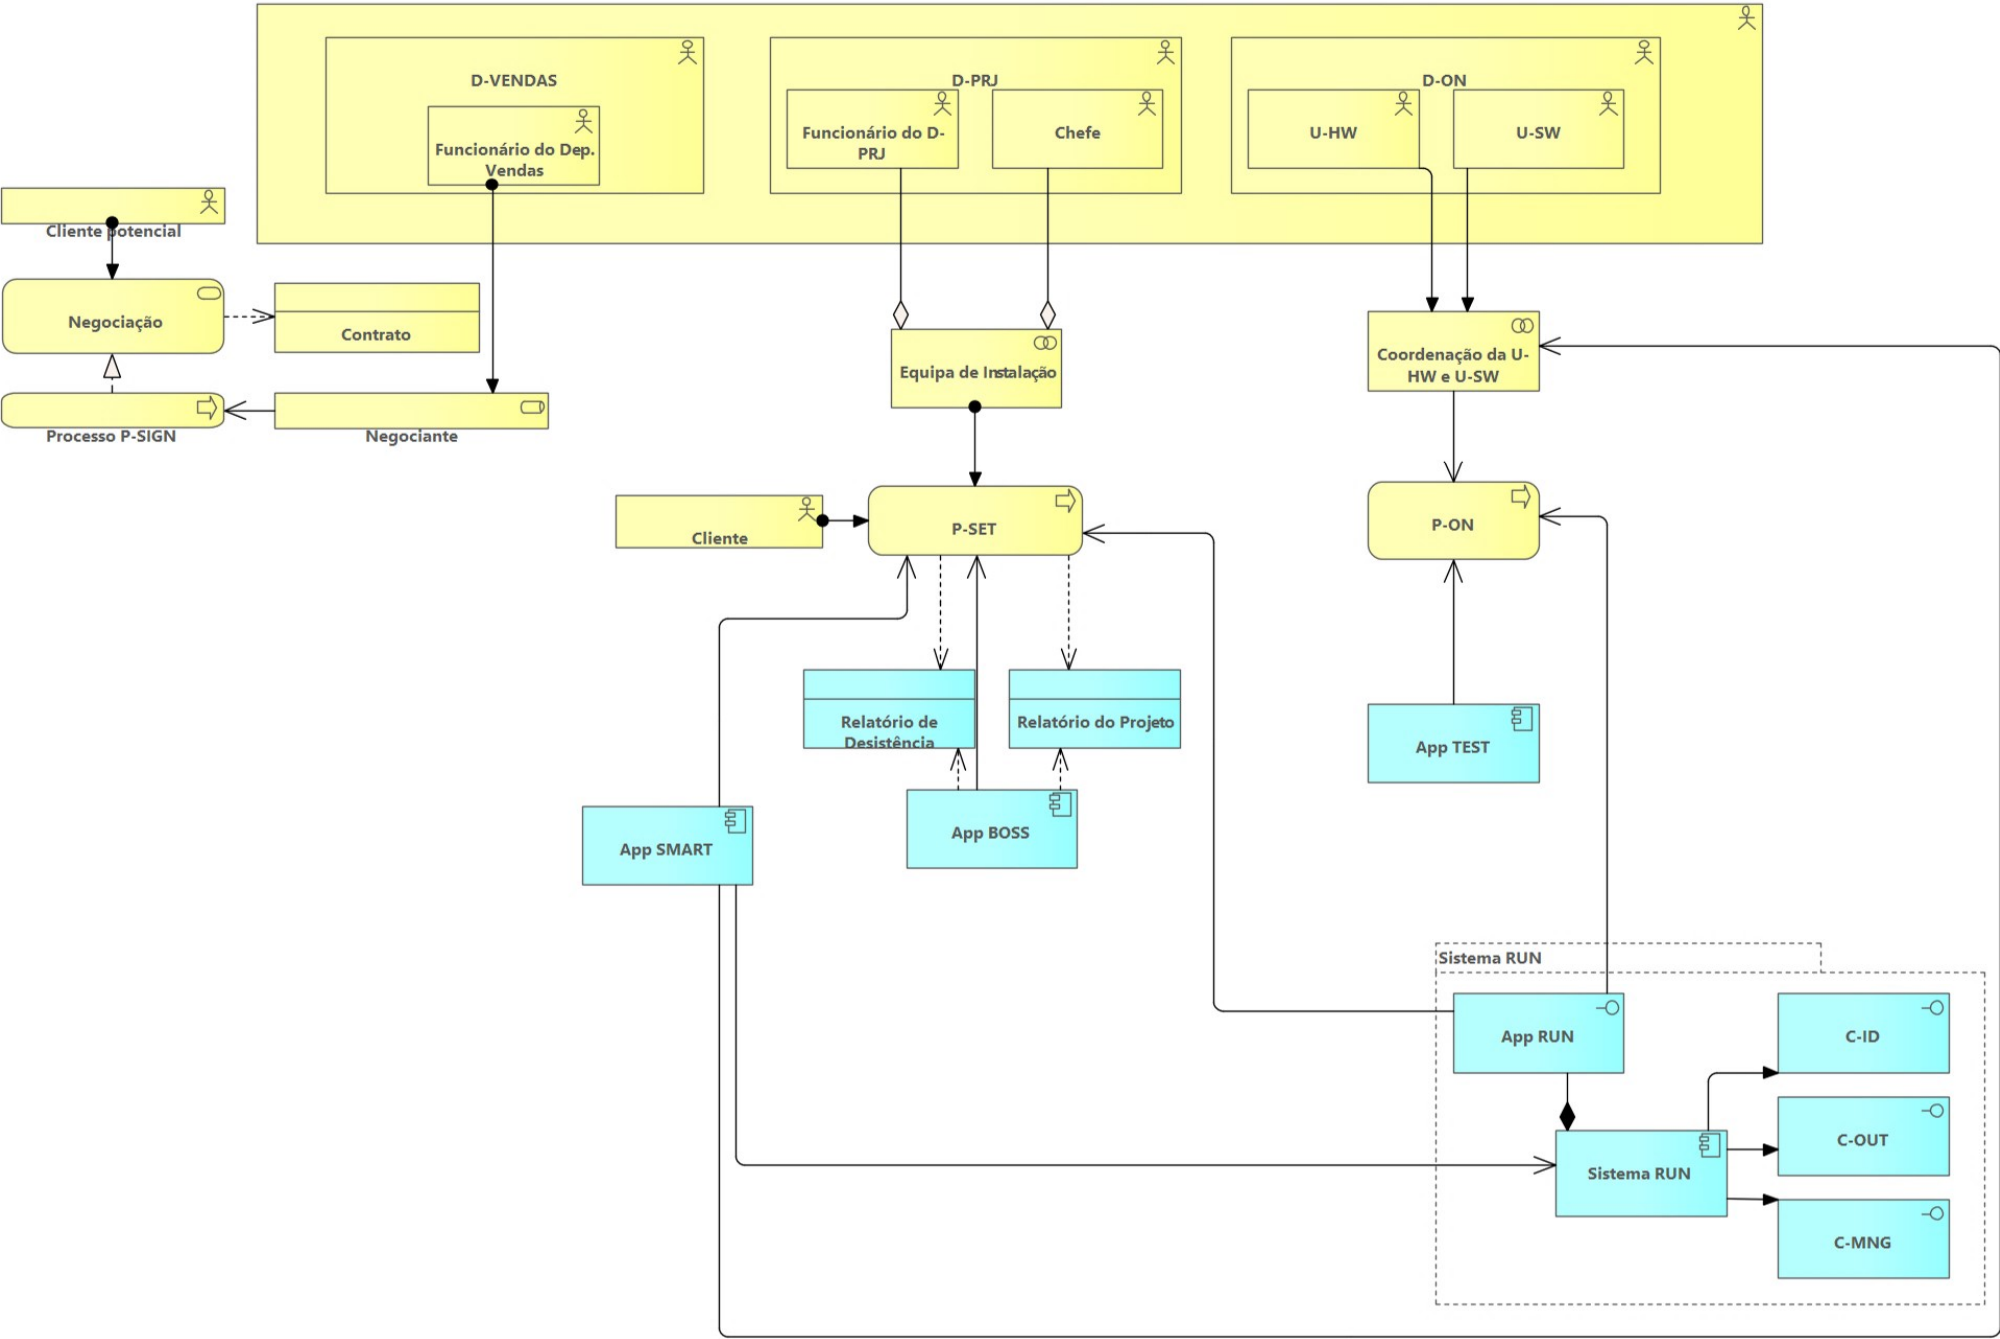 D-VENDAS
Funcionário do Dep.
Vendas
D-PRJ
Funcionário do D-
PRJ
Chefe
D-ON
U-HW
U-SW
Cliente potencial
Negociação
Contrato
Processo P-SIGN
Negociante
Equipa de Instalação
Coordenação da U-
HW e U-SW
Cliente
P-SET
P-ON
Relatório de
Desistência
Relatório do Projeto
App TEST
App SMART
App BOSS
Sistema RUN
App RUN
C-ID
C-OUT
Sistema RUN
C-MNG